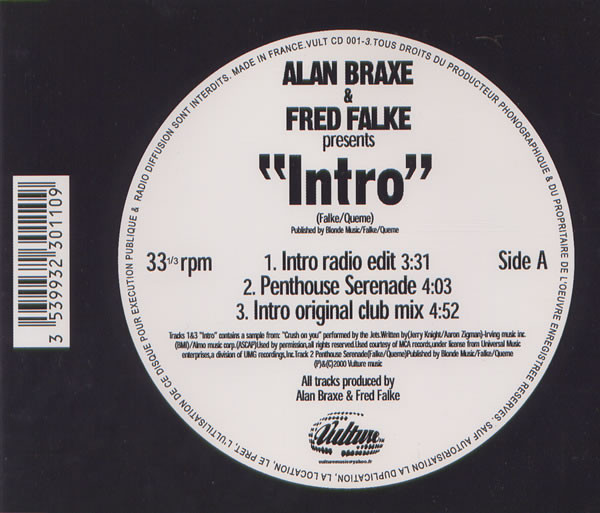 L'UTILISATION DE CE DISQUE POUR EXECUTION PUBLIQUE & RADIO DIFFUSION SONT INTERDITS. MADE IN FRANCE.VULT CD 001-3.TOUS DROITS DU PRODUCTEUR PHONOGRAPHIQUE & DU PROPRITAIRE DE L'OEUVRE ENREGISTREE RESERVES. SAUF AUTORISATION LA DUPLICATION, LA LOCATION, LE PRET,
ALAN BRAXE
&
FRED FALKE
presents
"Intro"
(Falke/Queme)
Published by Blonde Music/Falke/Queme
33 1/3 rpm
1. Intro radio edit 3:31
2. Penthouse Serenade 4:03
3. Intro original club mix 4:52
Side A
Tracks 1&3 "Intro" contains a sample from: "Crush on you" performed by the Jets.Written by(Jerry Knight/Aaron Zigman)-Irving music inc.
(BMI)/Almo music corp.(ASCAP)Used by permission,all rights reserved.Used courtesy of MCA records,under license from Universal Music
enterprises,a division of UMG recordings,Inc.Track 2 Penthouse Serenade(Falke/Queme)Published by Blonde Music/Falke/Queme
(P)&(C)2000 Vulture music
All tracks produced by
Alan Braxe & Fred Falke
Vulture
3 539932 301109